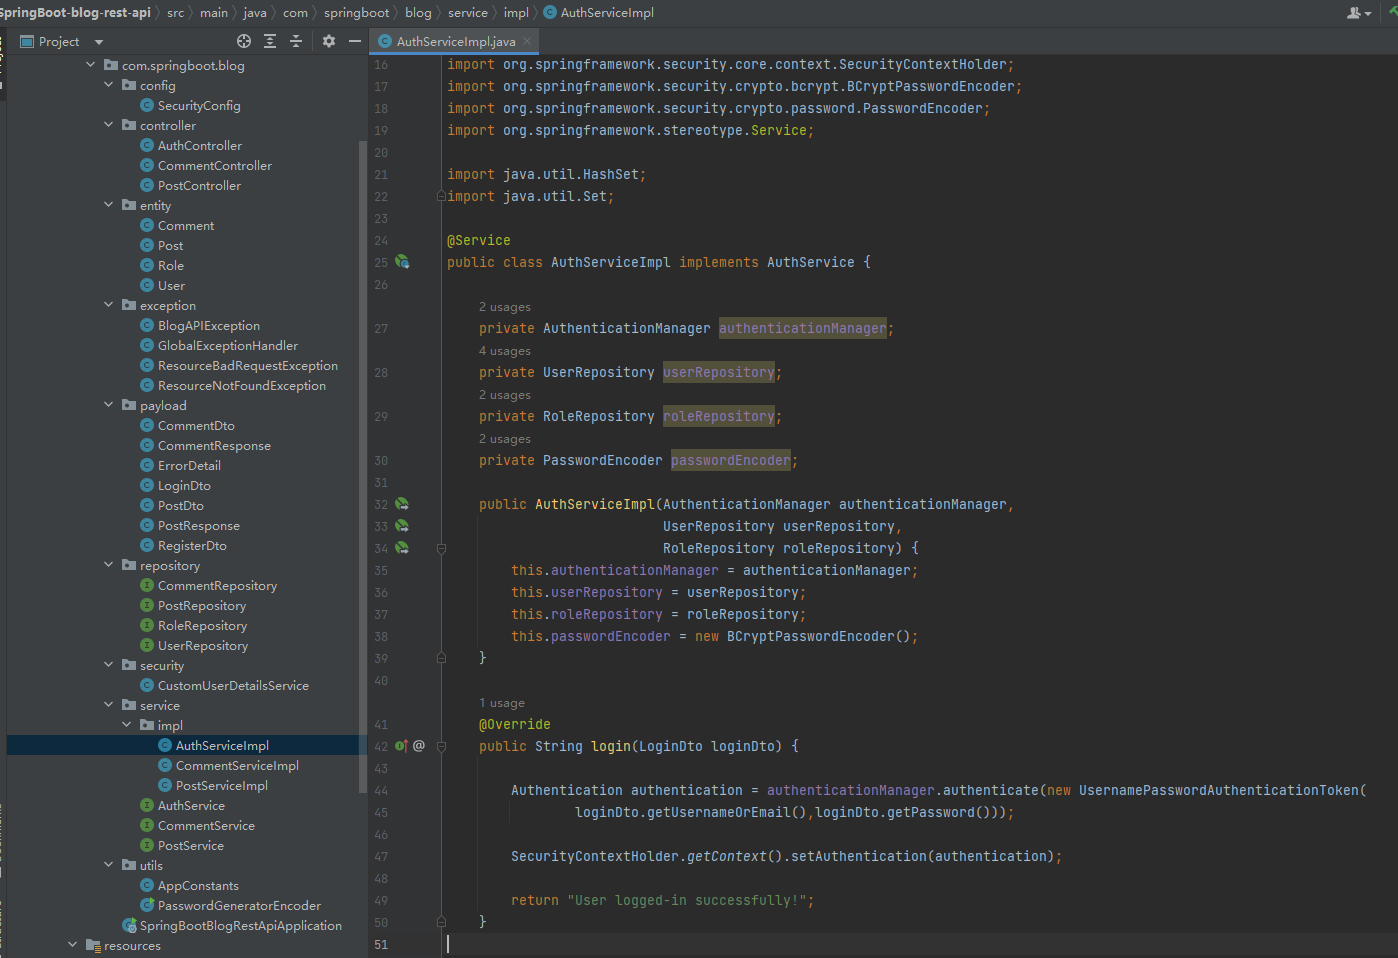 SpringBoot-blog-rest-api src main java com springboot blog service impl AuthServiceImpl
Project
AuthServiceImpl.java
com.springboot.blog
config
SecurityConfig
controller
AuthController
CommentController
PostController
entity
Comment
Post
Role
User
exception
BlogAPIException
GlobalExceptionHandler
ResourceBadRequestException
ResourceNotFoundException
payload
CommentDto
CommentResponse
ErrorDetail
LoginDto
PostDto
PostResponse
RegisterDto
repository
CommentRepository
PostRepository
RoleRepository
UserRepository
security
CustomUserDetailsService
service
impl
AuthServiceImpl
CommentServiceImpl
PostServiceImpl
AuthService
CommentService
PostService
utils
AppConstants
PasswordGeneratorEncoder
SpringBootBlogRestApiApplication
resources
16 import org.springframework.security.core.context.SecurityContextHolder;
17 import org.springframework.security.crypto.bcrypt.BCryptPasswordEncoder;
18 import org.springframework.security.crypto.password.PasswordEncoder;
19 import org.springframework.stereotype.Service;
20
21 import java.util.HashSet;
22 import java.util.Set;
23
24 @Service
25 public class AuthServiceImpl implements AuthService {
26
2 usages
27 private AuthenticationManager authenticationManager;
4 usages
28 private UserRepository userRepository;
2 usages
29 private RoleRepository roleRepository;
2 usages
30 private PasswordEncoder passwordEncoder;
31
32 public AuthServiceImpl(AuthenticationManager authenticationManager,
33 UserRepository userRepository,
34 RoleRepository roleRepository) {
35 this.authenticationManager = authenticationManager;
36 this.userRepository = userRepository;
37 this.roleRepository = roleRepository;
38 this.passwordEncoder = new BCryptPasswordEncoder();
39 }
40
1 usage
41 @Override
42 public String login(LoginDto loginDto) {
43
44 Authentication authentication = authenticationManager.authenticate(new UsernamePasswordAuthenticationToken(
45 loginDto.getUsernameOrEmail(),loginDto.getPassword()));
46
47 SecurityContextHolder.getContext().setAuthentication(authentication);
48
49 return "User logged-in successfully!";
50 }
51